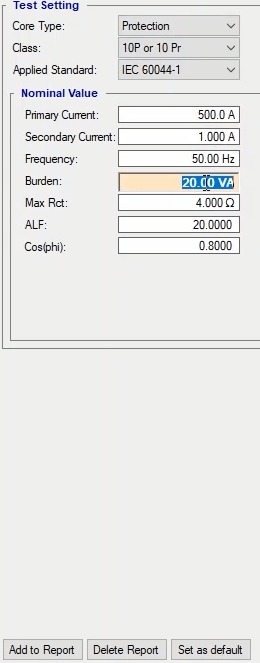 Test Setting
Core Type: Protection
Class: 10P or 10 Pr
Applied Standard: IEC 60044-1
Nominal Value
Primary Current: 500.0 A
Secondary Current: 1.000 A
Frequency: 50.00 Hz
Burden: 20.00 VA
Max Rct: 4.000 Ω
ALF: 20.0000
Cos(phi): 0.8000
Add to Report Delete Report Set as default